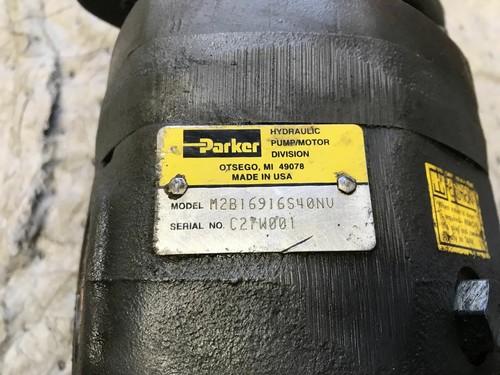 Parker
HYDRAULIC
PUMP/MOTOR
DIVISION
OTSEGO, MI 49078
MADE IN USA
MODEL M2B16916S40NV
SERIAL NO. C27W001